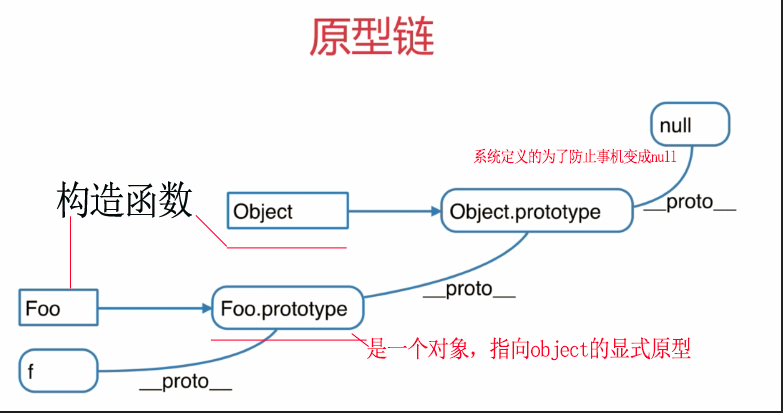 原型链
null
系统定义的为了防止事机变成null
构造函数
Object
Object.prototype
__proto__
__proto__
Foo
Foo.prototype
是一个对象，指向object的显式原型
f
__proto__